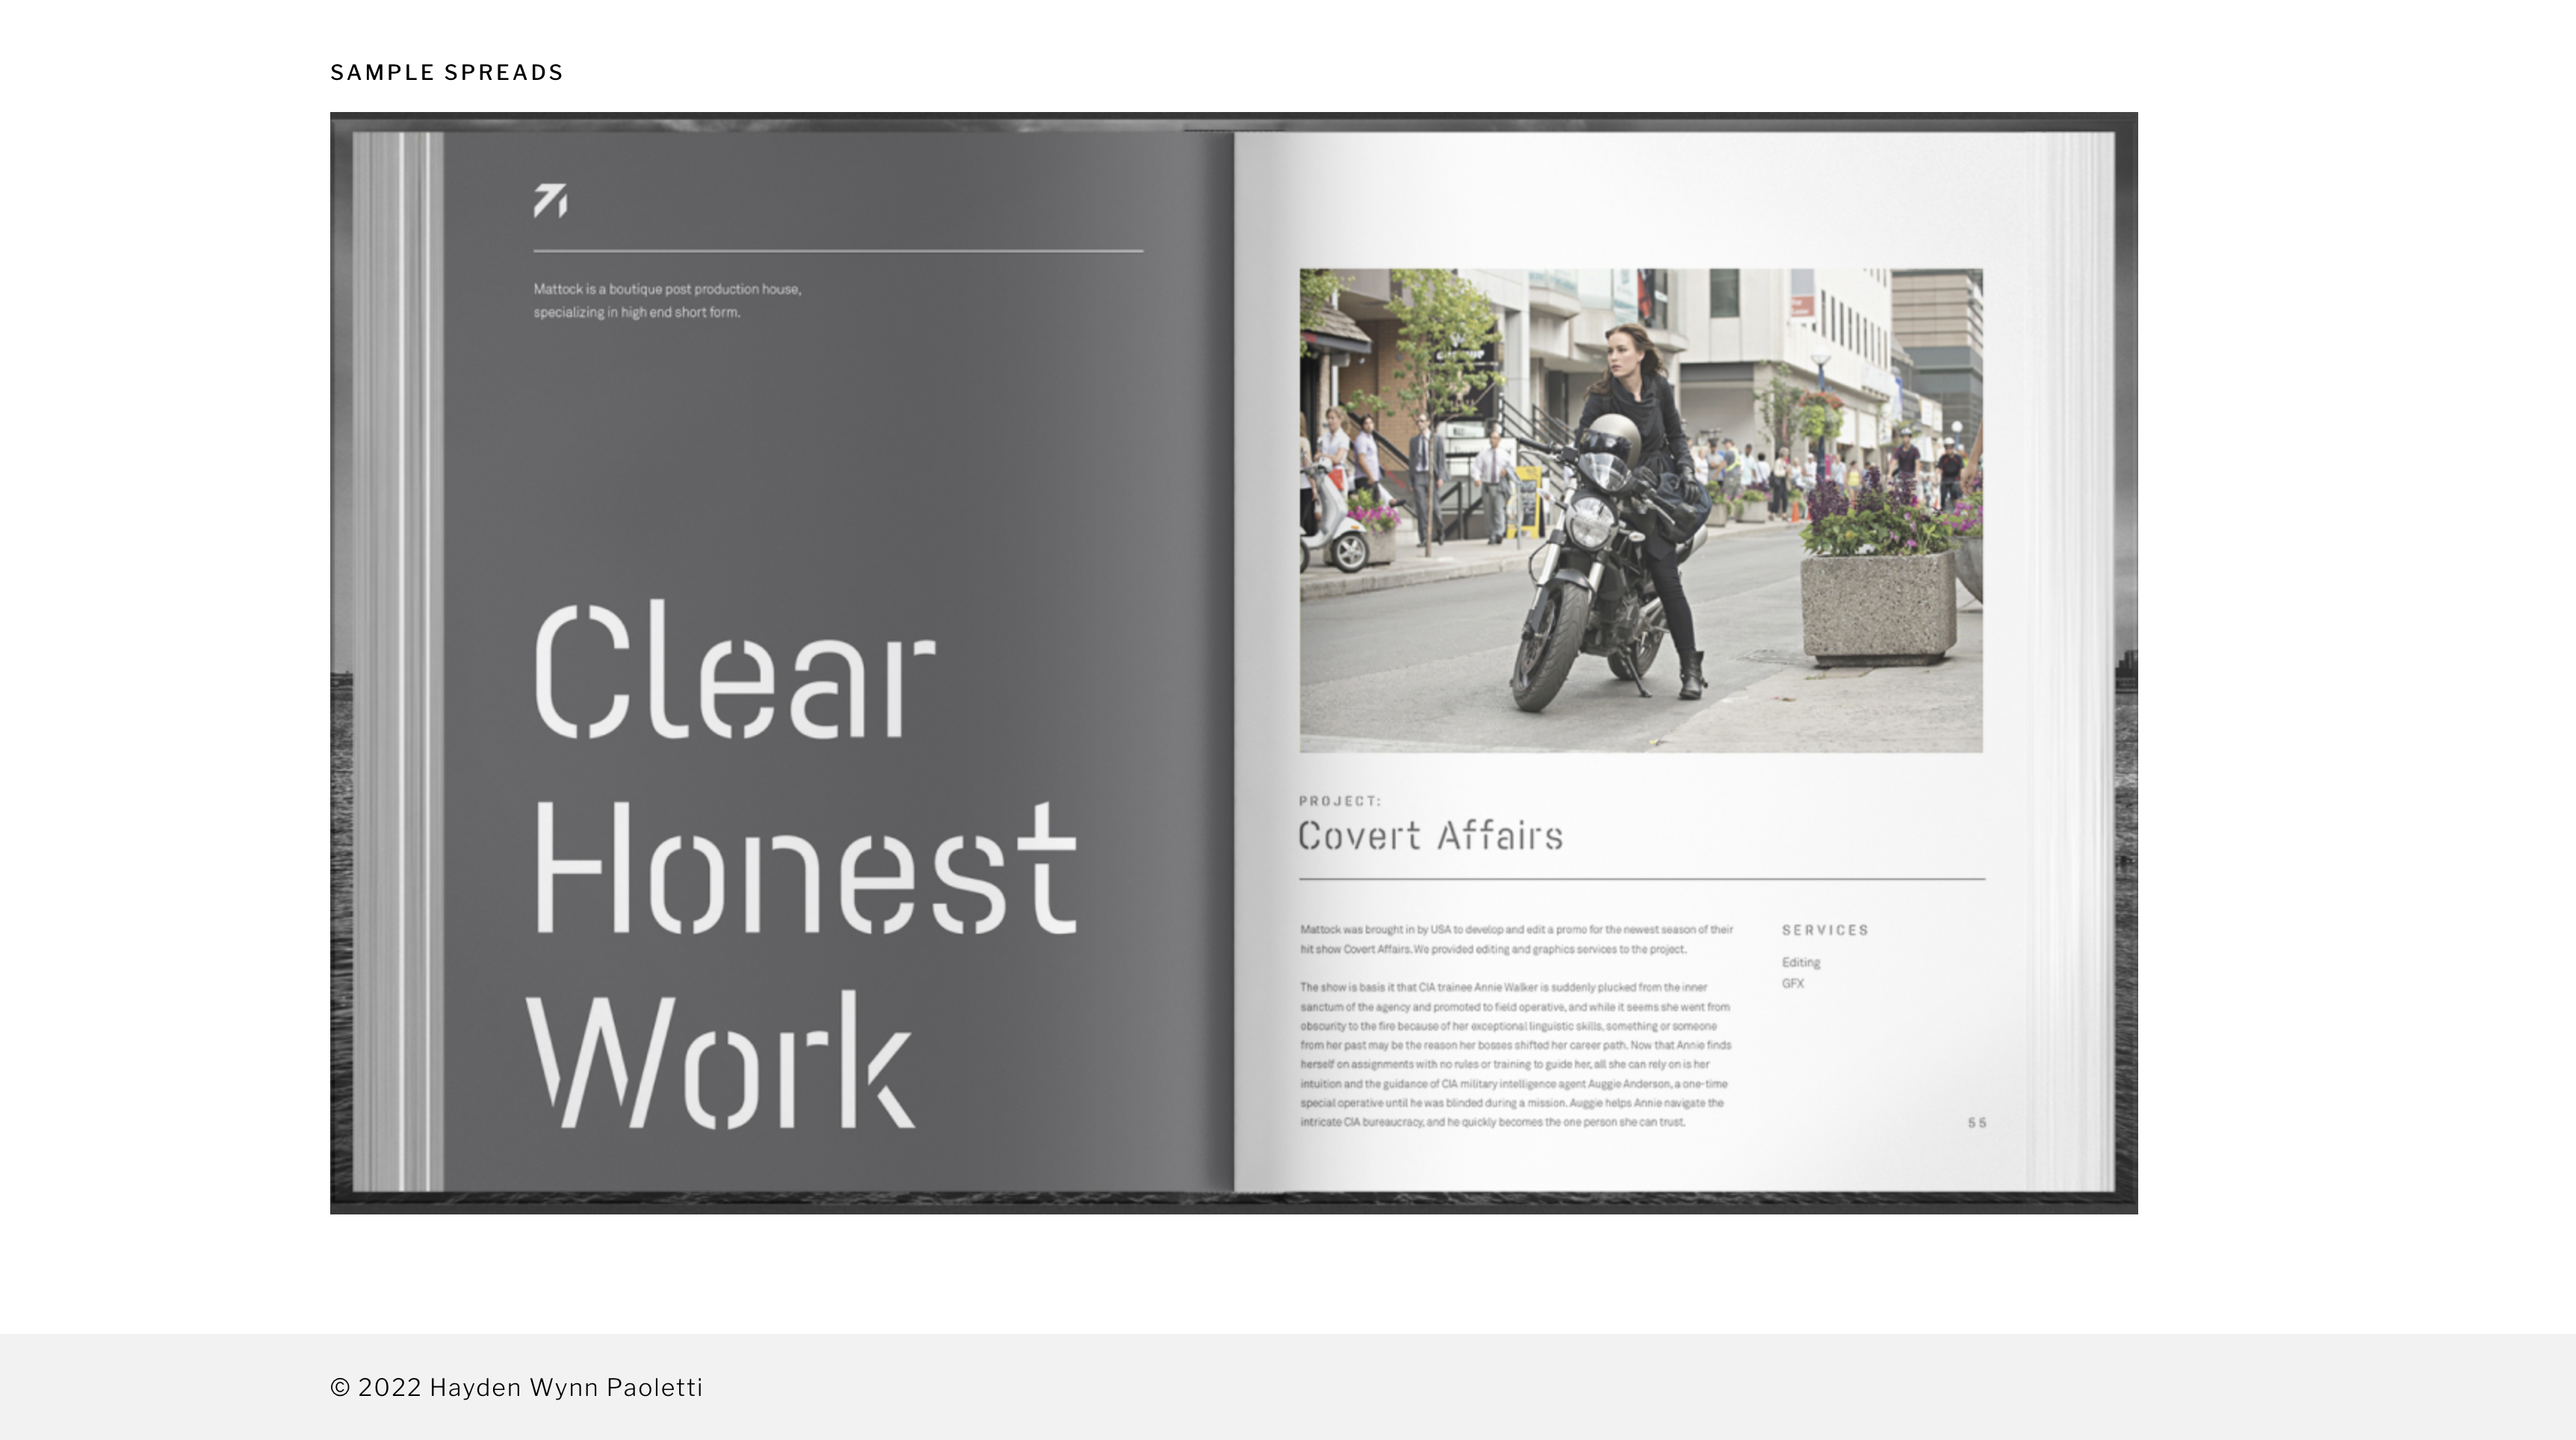 SAMPLE SPREADS
Mattock is a boutique post production house,
specializing in high end short form.
Clear
Honest
Work
PROJECT:
Covert Affairs
Mattock was brought in by USA to develop and edit a promo for the newest season of their
hit show Covert Affairs. We provided editing and graphics services to the project.
The show is basis it that CIA trainee Annie Walker is suddenly plucked from the inner
sanctum of the agency and promoted to field operative, and while it seems she went from
obscurity to the fire because of her exceptional linguistic skills, something or someone
from her past may be the reason her bosses shifted her career path. Now that Annie finds
herself on assignments with no rules or training to guide her, all she can rely on is her
intuition and the guidance of CIA military intelligence agent Auggie Anderson, a one-time
special operative until he was blinded during a mission. Auggie helps Annie navigate the
intricate CIA bureaucracy, and he quickly becomes the one person she can trust.
SERVICES
Editing
GFX
55
© 2022 Hayden Wynn Paoletti